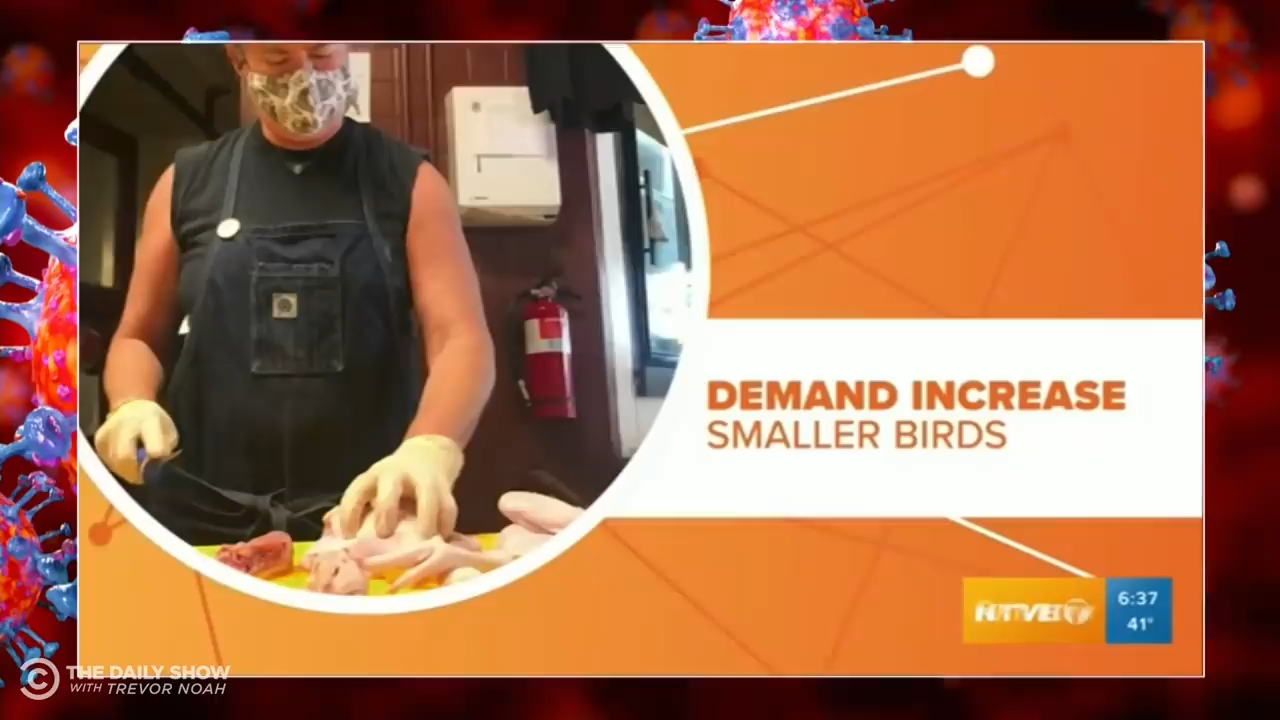 DEMAND INCREASE
SMALLER BIRDS
6:37
41°
THE DAILY SHOW
WITH TREVOR NOAH